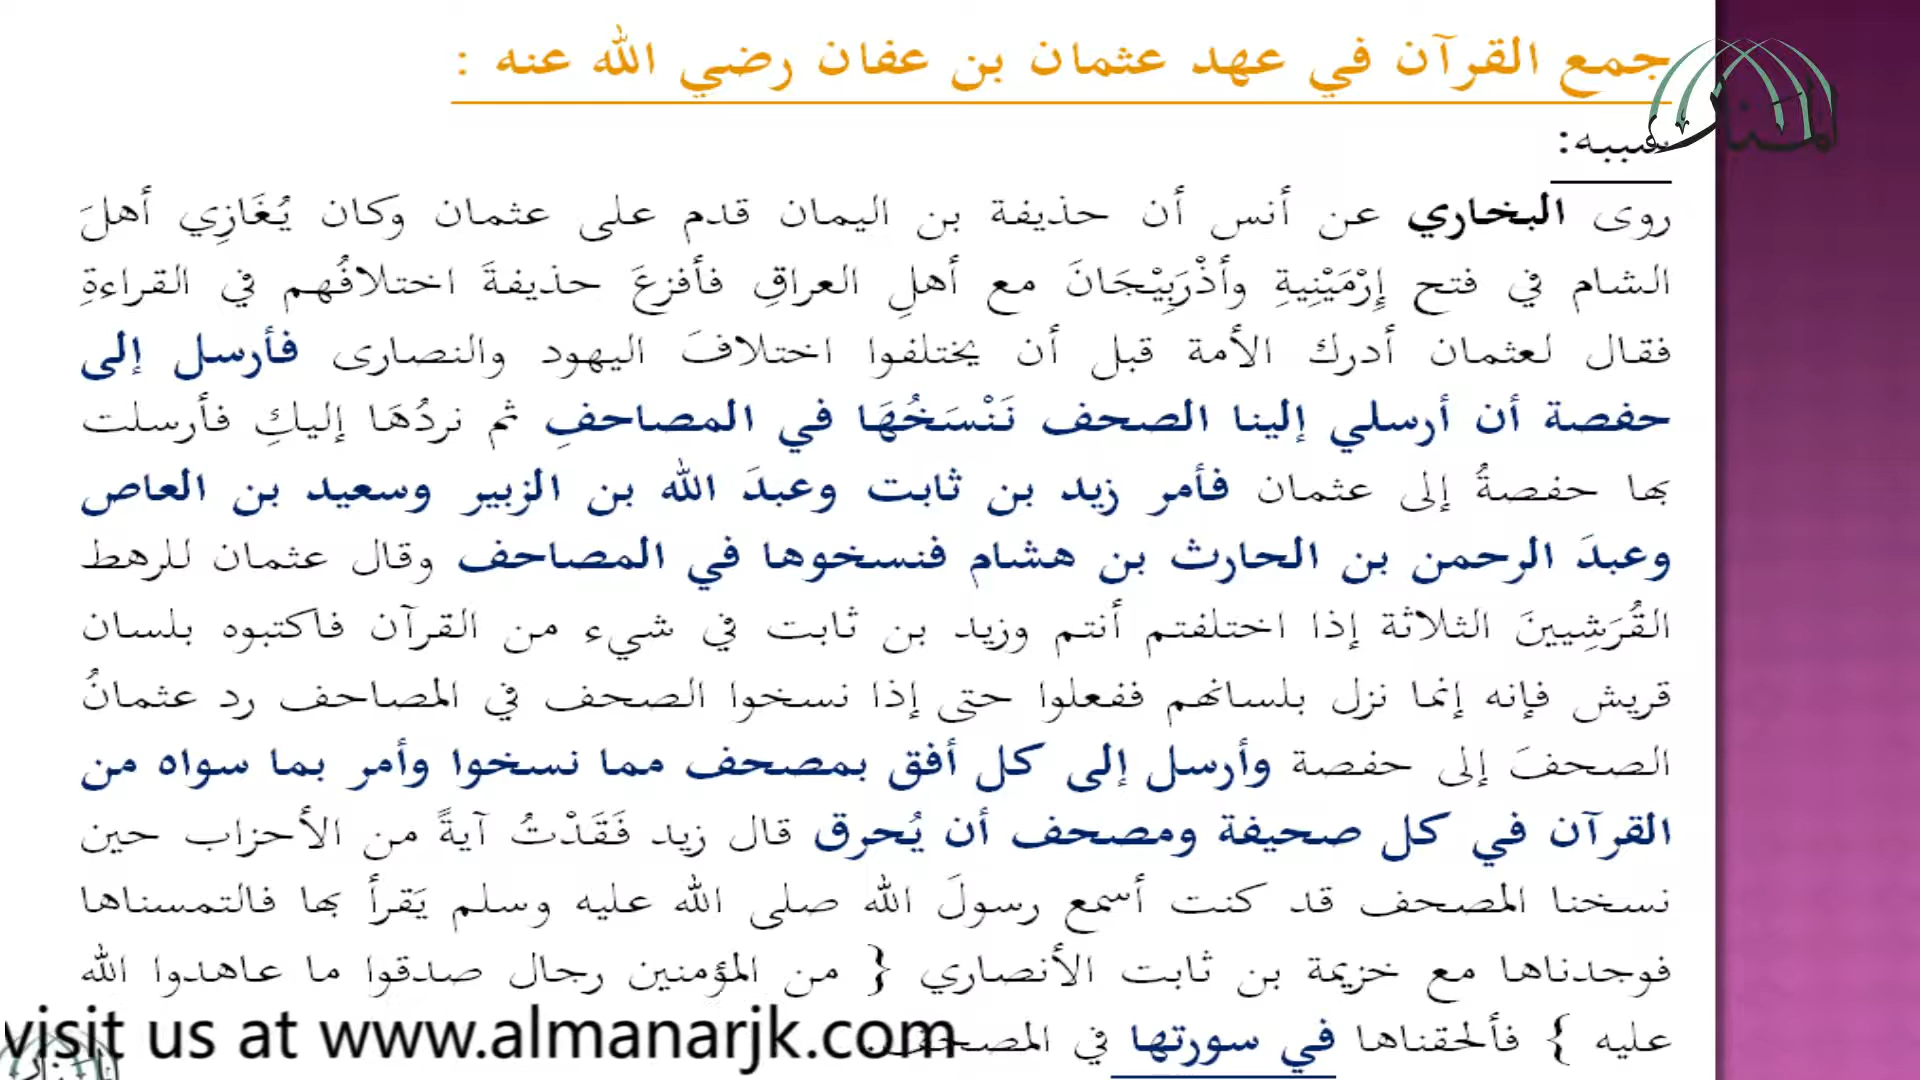 جمع القرآن في عهد عثمان بن عفان رضي الله عنه :
المنار
سببه:
روى البخاري عن أنس أن حذيفة بن اليمان قدم على عثمان وكان يُغَازِي أهلَ
الشام في فتح إِرْمَيْنِيةِ وأذْرَبِيْجَانَ مع أهلِ العراقِ فأفزعَ حذيفةَ اختلافُهم في القراءةِ
فقال لعثمان أدرك الأمة قبل أن يختلفوا اختلافَ اليهود والنصارى فأرسل إلى
حفصة أن أرسلي إلينا الصحف نَنْسَخُهَا في المصاحفِ ثم نردُهَا إليكِ فأرسلت
بها حفصةُ إلى عثمان فأمر زيد بن ثابت وعبدَ الله بن الزبير وسعيد بن العاص
وعبدَ الرحمن بن الحارث بن هشام فنسخوها في المصاحف وقال عثمان للرهط
القُرَشِيينَ الثلاثة إذا اختلفتم أنتم وزيد بن ثابت في شيء من القرآن فاكتبوه بلسان
قريش فإنه إنما نزل بلسانهم ففعلوا حتى إذا نسخوا الصحف في المصاحف رد عثمانُ
الصحفَ إلى حفصة وأرسل إلى كل أفق بمصحف مما نسخوا وأمر بما سواه من
القرآن في كل صحيفة ومصحف أن يُحرق قال زيد فَقَدْتُ آيةً من الأحزاب حين
نسخنا المصحف قد كنت أسمع رسولَ الله صلى الله عليه وسلم يَقرأ بها فالتمسناها
فوجدناها مع خزيمة بن ثابت الأنصاري { من المؤمنين رجال صدقوا ما عاهدوا الله
عليه } فألحقناها في سورتها في المصحف.
visit us at www.almanarjk.com